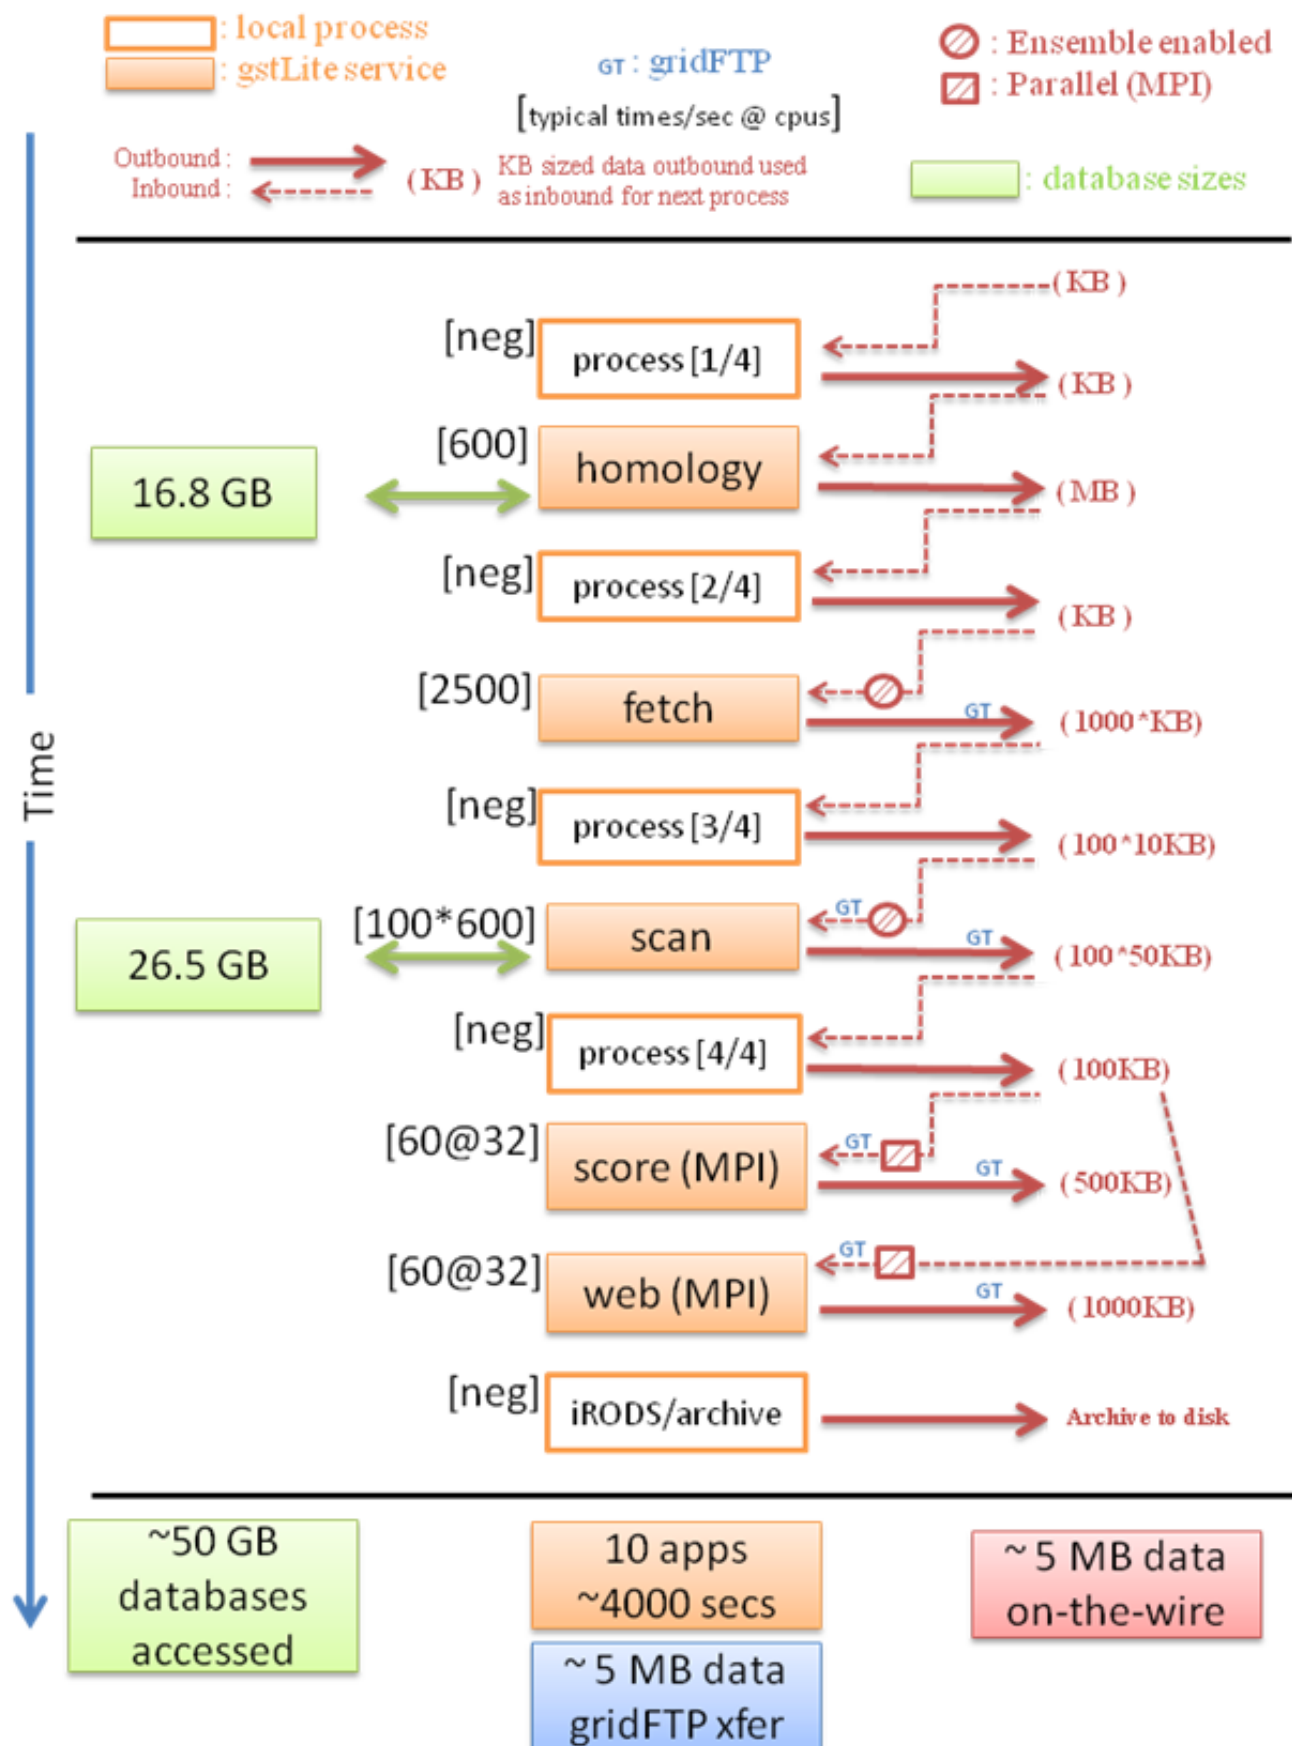 : local process
: gstLite service
GT : gridFTP
[typical times/sec @ cpus]
: Ensemble enabled
: Parallel (MPI)
Outbound :
Inbound :
(KB)
KB sized data outbound used
as inbound for next process
: database sizes
Time
(KB)
[neg]
process [1/4]
(KB)
16.8 GB
[600]
homology
(MB)
[neg]
process [2/4]
(KB)
[2500]
fetch
GT
(1000*KB)
[neg]
process [3/4]
(100*10KB)
26.5 GB
[100*600]
scan
GT
GT
(100*50KB)
[neg]
process [4/4]
(100KB)
[60@32]
score (MPI)
GT
GT
(500KB)
[60@32]
web (MPI)
GT
GT
(1000KB)
[neg]
iRODS/archive
Archive to disk
~50 GB
databases
accessed
10 apps
~4000 secs
~ 5 MB data
gridFTP xfer
~ 5 MB data
on-the-wire